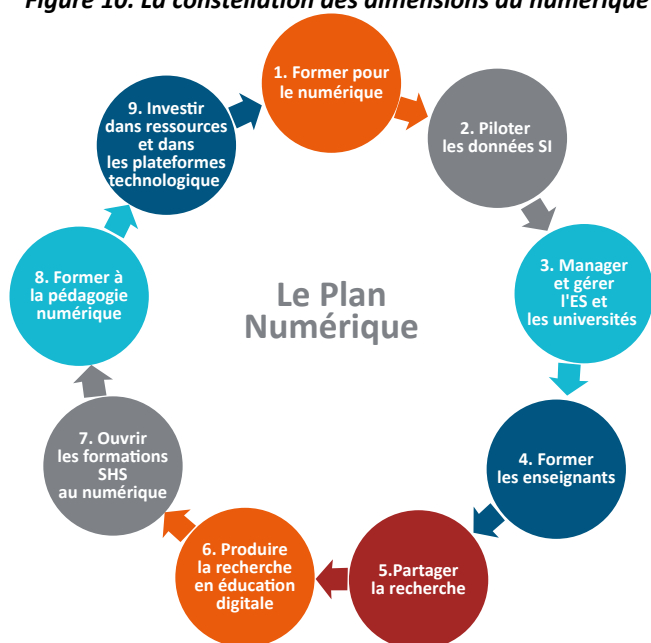 Figure 10. La constellation des dimensions du numérique
1. Former pour
le numérique
2. Piloter
les données SI
3. Manager
et gérer
l'ES et
les universités
4. Former
les enseignants
5.Partager
la recherche
6. Produire
la recherche
en éducation
digitale
7. Ouvrir
les formations
SHS
au numérique
8. Former à
la pédagogie
numérique
9. Investir
dans ressources
et dans
les plateformes
technologique
Le Plan
Numérique